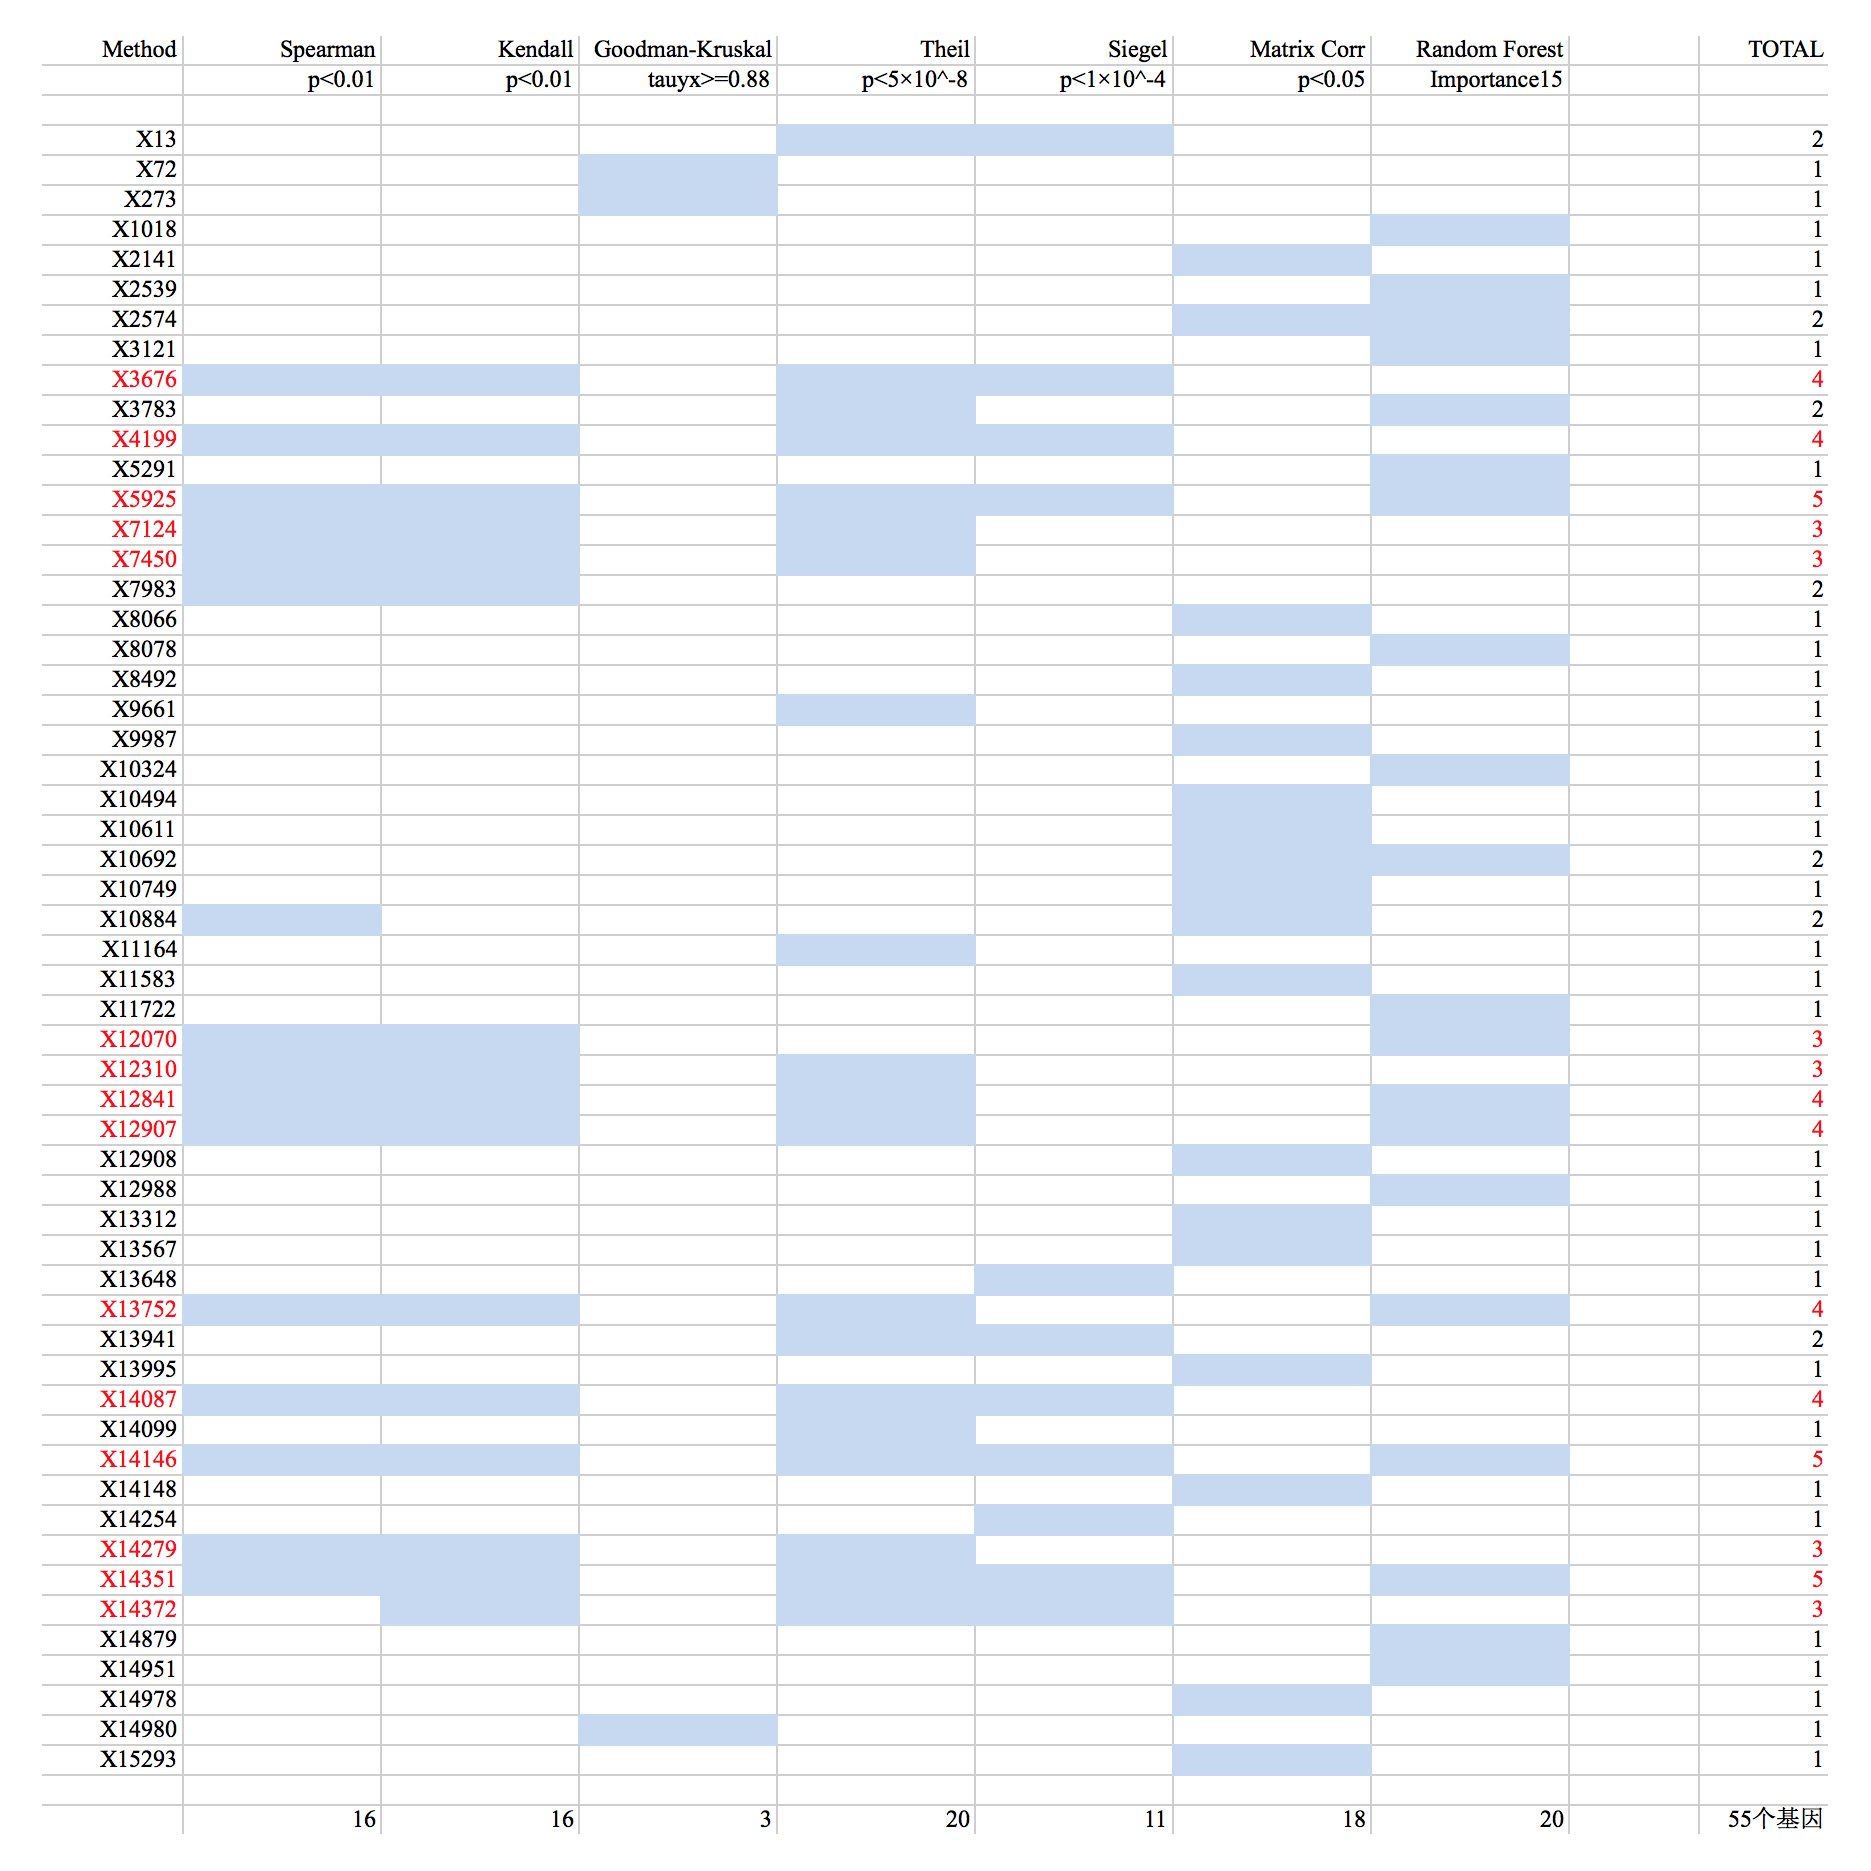 Method Spearman Kendall Goodman-Kruskal Theil Siegel Matrix Corr Random Forest TOTAL
p<0.01 p<0.01 tauyx>=0.88 p<5×10^-8 p<1×10^-4 p<0.05 Importance15
X13 2
X72 1
X273 1
X1018 1
X2141 1
X2539 1
X2574 2
X3121 1
X3676 4
X3783 2
X4199 4
X5291 1
X5925 5
X7124 3
X7450 3
X7983 2
X8066 1
X8078 1
X8492 1
X9661 1
X9987 1
X10324 1
X10494 1
X10611 1
X10692 2
X10749 1
X10884 2
X11164 1
X11583 1
X11722 1
X12070 3
X12310 3
X12841 4
X12907 4
X12908 1
X12988 1
X13312 1
X13567 1
X13648 1
X13752 4
X13941 2
X13995 1
X14087 4
X14099 1
X14146 5
X14148 1
X14254 1
X14279 3
X14351 5
X14372 3
X14879 1
X14951 1
X14978 1
X14980 1
X15293 1
16 16 3 20 11 18 20 55个基因